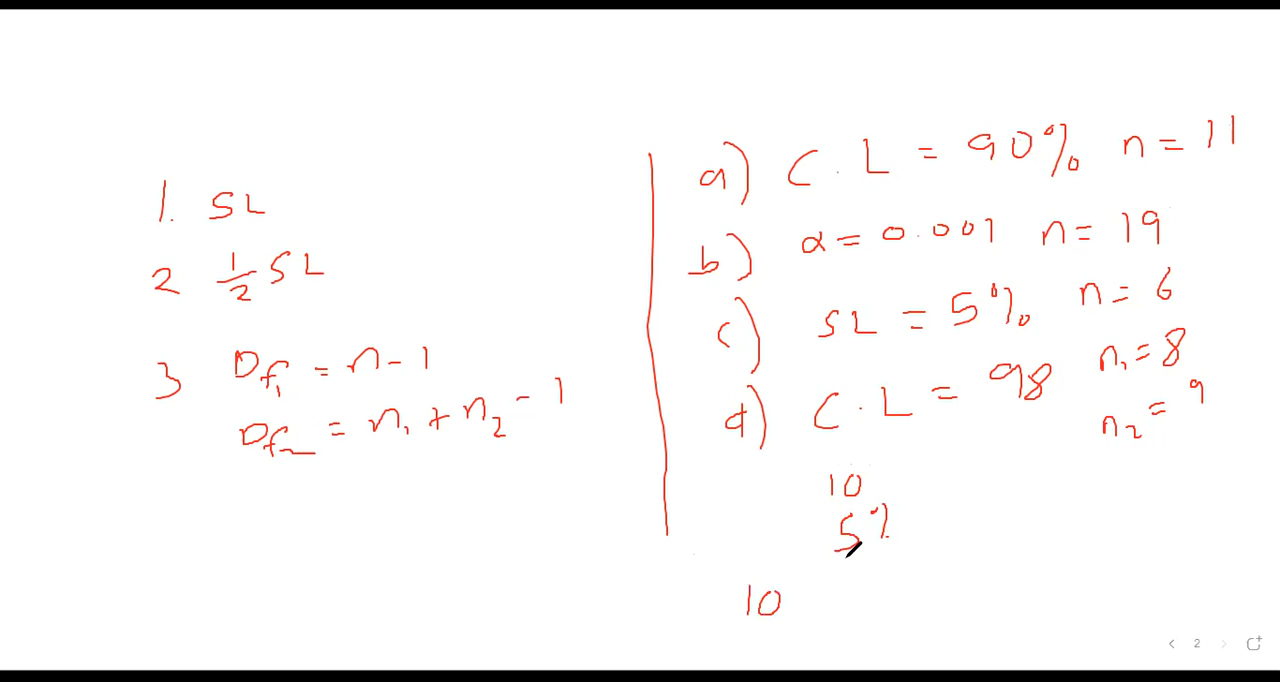 1. SL
2 1/2 SL
3 Df₁ = n - 1
Df₂ = n₁ + n₂ - 1
a) C.L = 90% n = 11
b) α = 0.001 n = 19
c) SL = 5% n = 6
d) C.L = 98 n₁ = 8
n₂ = 9
10
5%
10
2